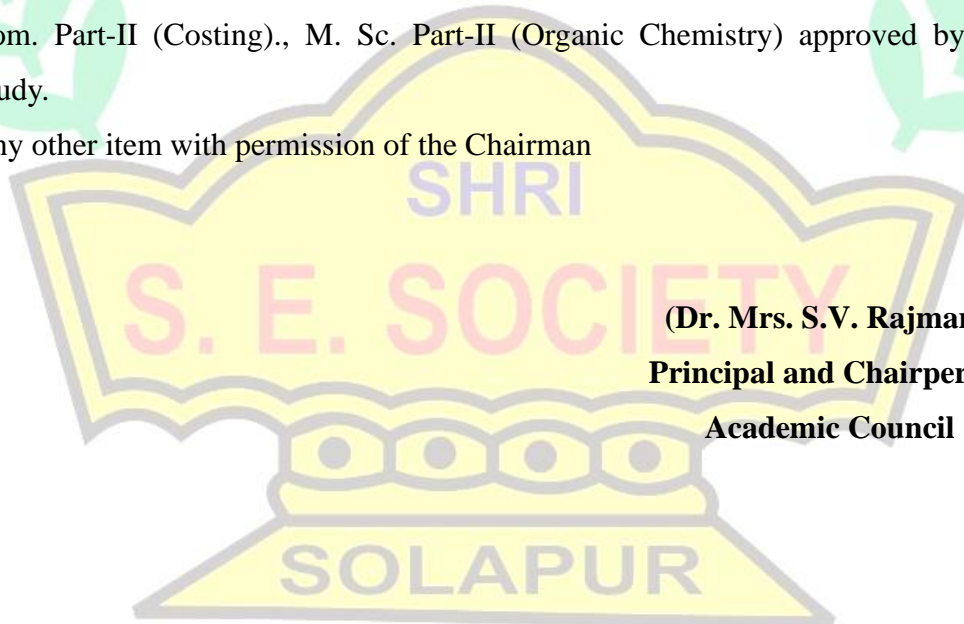 om. Part-II (Costing)., M. Sc. Part-II (Organic Chemistry) approved by
udy.
ny other item with permission of the Chairman
SHRI
S. E. SOCIETY
(Dr. Mrs. S.V. Rajman
Principal and Chairper
Academic Council
SOLAPUR